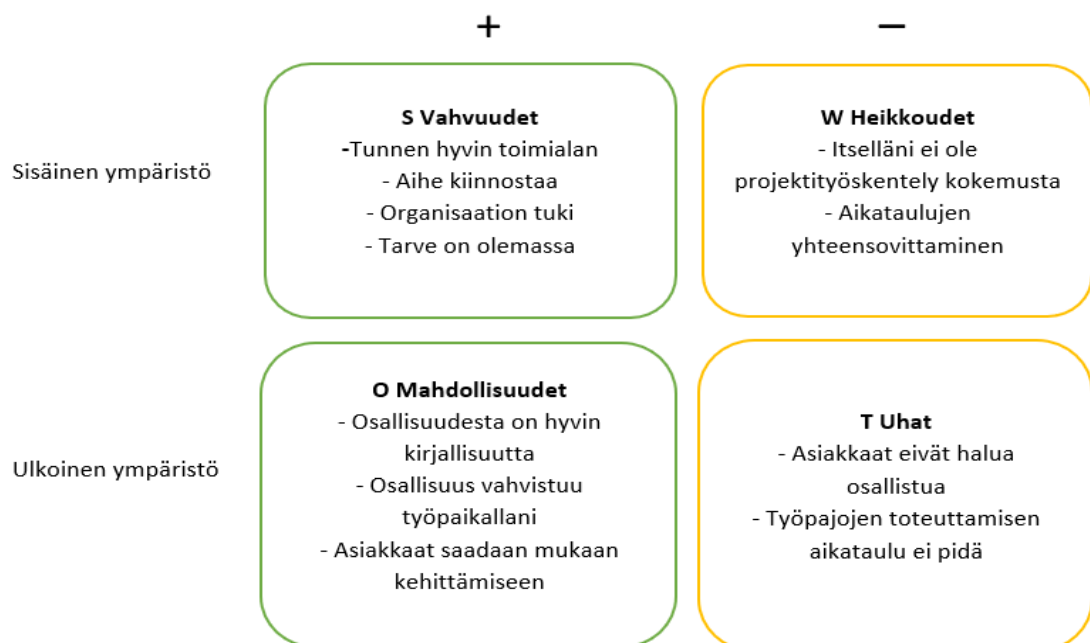 +
−
Sisäinen ympäristö
S Vahvuudet
-Tunnen hyvin toimialan
- Aihe kiinnostaa
- Organisaation tuki
- Tarve on olemassa
W Heikkoudet
- Itselläni ei ole
projektityöskentely kokemusta
- Aikataulujen
yhteensovittaminen
Ulkoinen ympäristö
O Mahdollisuudet
- Osallisuudesta on hyvin
kirjallisuutta
- Osallisuus vahvistuu
työpaikallani
- Asiakkaat saadaan mukaan
kehittämiseen
T Uhat
- Asiakkaat eivät halua
osallistua
- Työpajojen toteuttamisen
aikataulu ei pidä